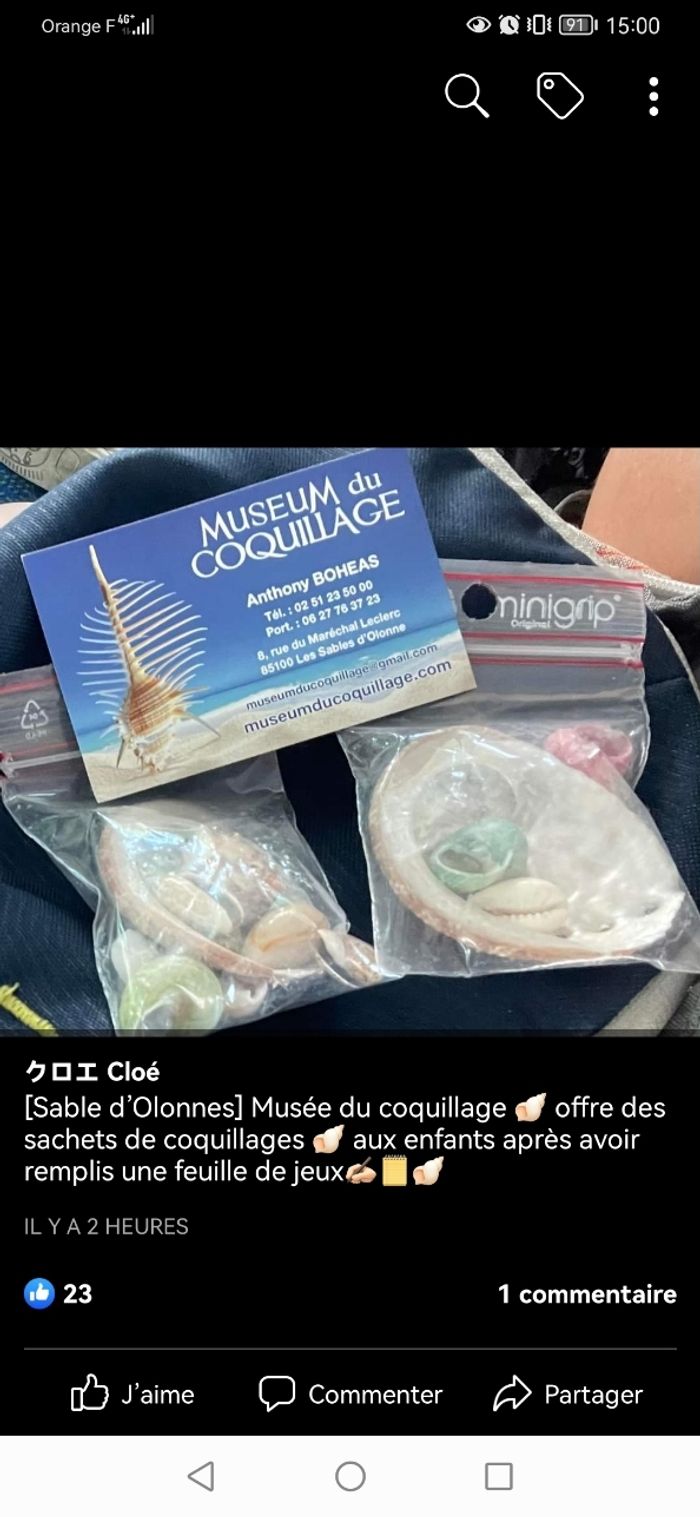 Orange F 4G+
91 15:00
MUSEUM du
COQUILLAGE
Anthony BOHEAS
Tél. : 02 51 23 50 00
Port. : 06 27 76 37 23
8, rue du Maréchal Leclerc
85100 Les Sables d'Olonne
museumducoquillage@gmail.com
museumducoquillage.com
minigrip®
Original
クロエ Cloé
[Sable d’Olonnes] Musée du coquillage 🐚 offre des
sachets de coquillages 🐚 aux enfants après avoir
remplis une feuille de jeux✍🏻🗒️🐚
IL Y A 2 HEURES
23
1 commentaire
J’aime
Commenter
Partager